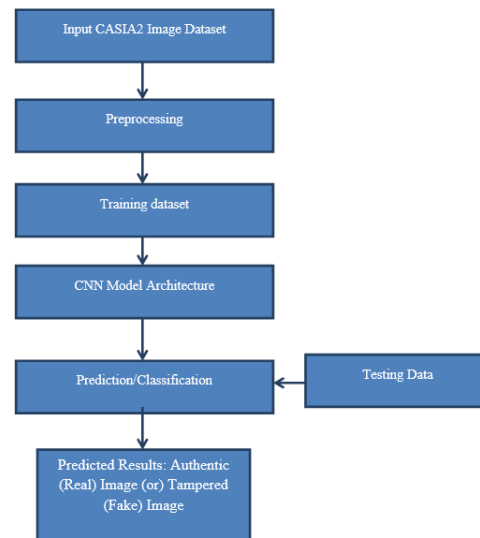 Input CASIA2 Image Dataset
Preprocessing
Training dataset
CNN Model Architecture
Prediction/Classification
Testing Data
Predicted Results: Authentic
(Real) Image (or) Tampered
(Fake) Image